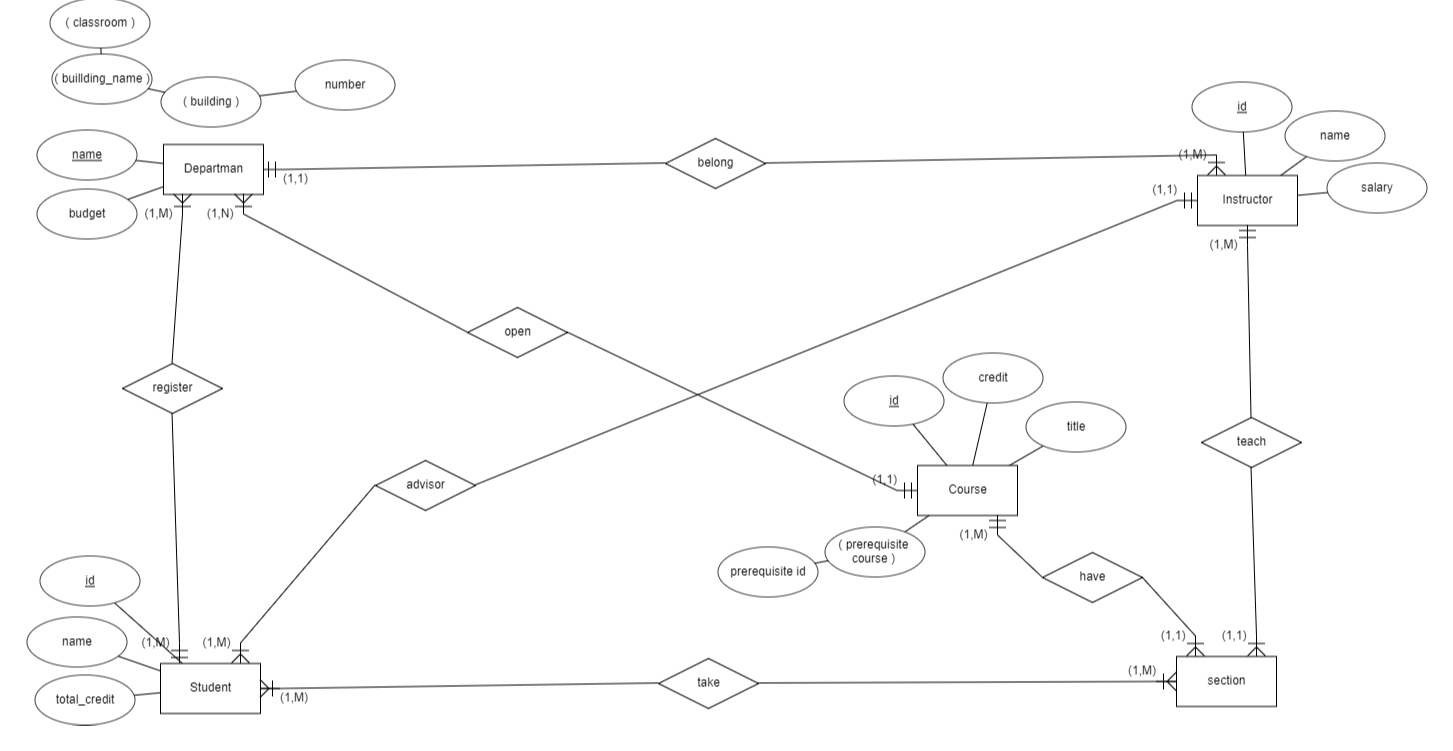 ( classroom )
( buillding_name )
( building )
number
name
Departman
budget
(1,M)
(1,N)
(1,1)
belong
(1,M)
id
name
salary
Instructor
(1,1)
(1,M)
open
register
advisor
teach
id
credit
title
(1,1)
Course
(1,M)
( prerequisite
course )
prerequisite id
have
id
name
total_credit
(1,M)
(1,M)
Student
(1,M)
take
(1,M)
(1,1)
(1,1)
section